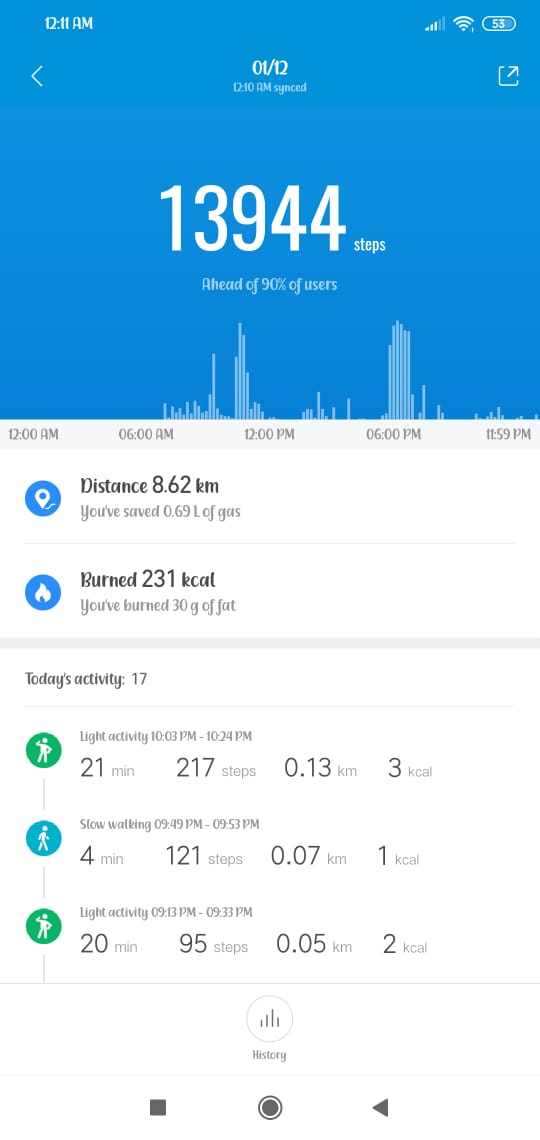 12:11 AM
53
01/12
12:10 AM synced
13944 steps
Ahead of 90% of users
12:00 AM 06:00 AM 12:00 PM 06:00 PM 11:59 PM
Distance 8.62 km
You've saved 0.69 L of gas
Burned 231 kcal
You've burned 30 g of fat
Today's activity: 17
Light activity 10:03 PM - 10:24 PM
21 min 217 steps 0.13 km 3 kcal
Slow walking 09:49 PM - 09:53 PM
4 min 121 steps 0.07 km 1 kcal
Light activity 09:13 PM - 09:33 PM
20 min 95 steps 0.05 km 2 kcal
History